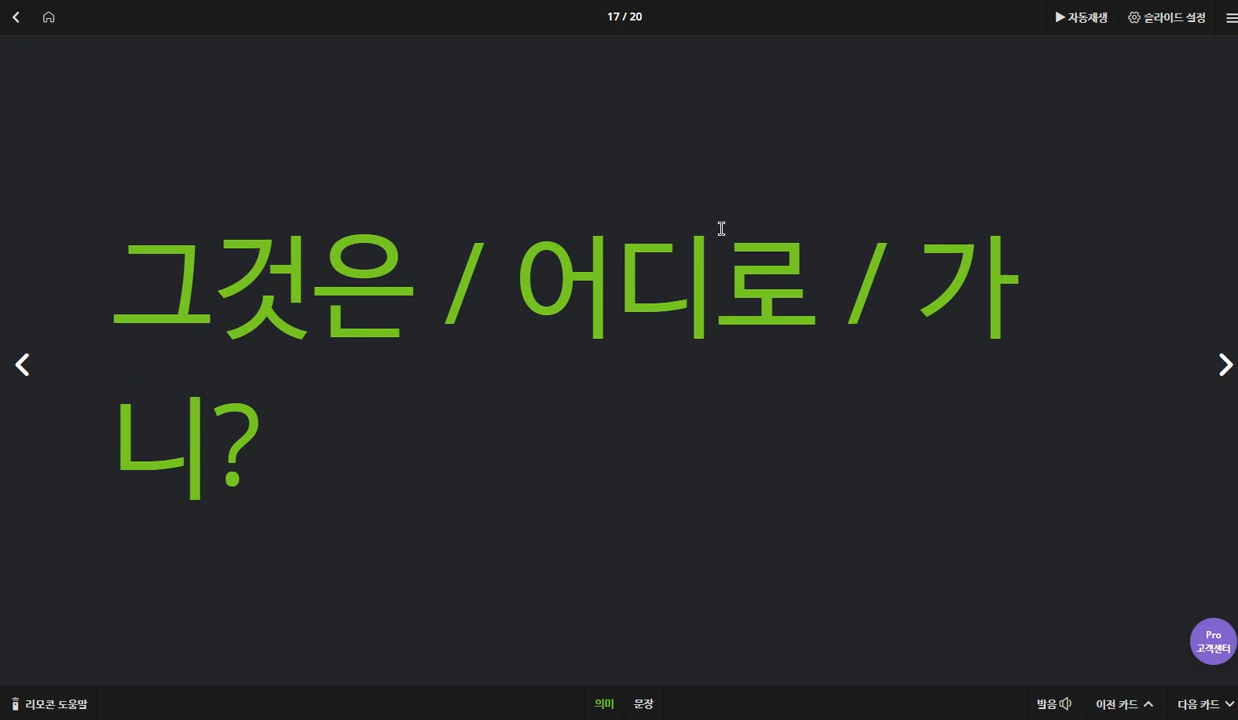 17 / 20
자동재생
슬라이드 설정
그것은 / 어디로 / 가
니?
Pro
고객센터
리모콘 도움말
의미
문장
발음
이전 카드
다음 카드